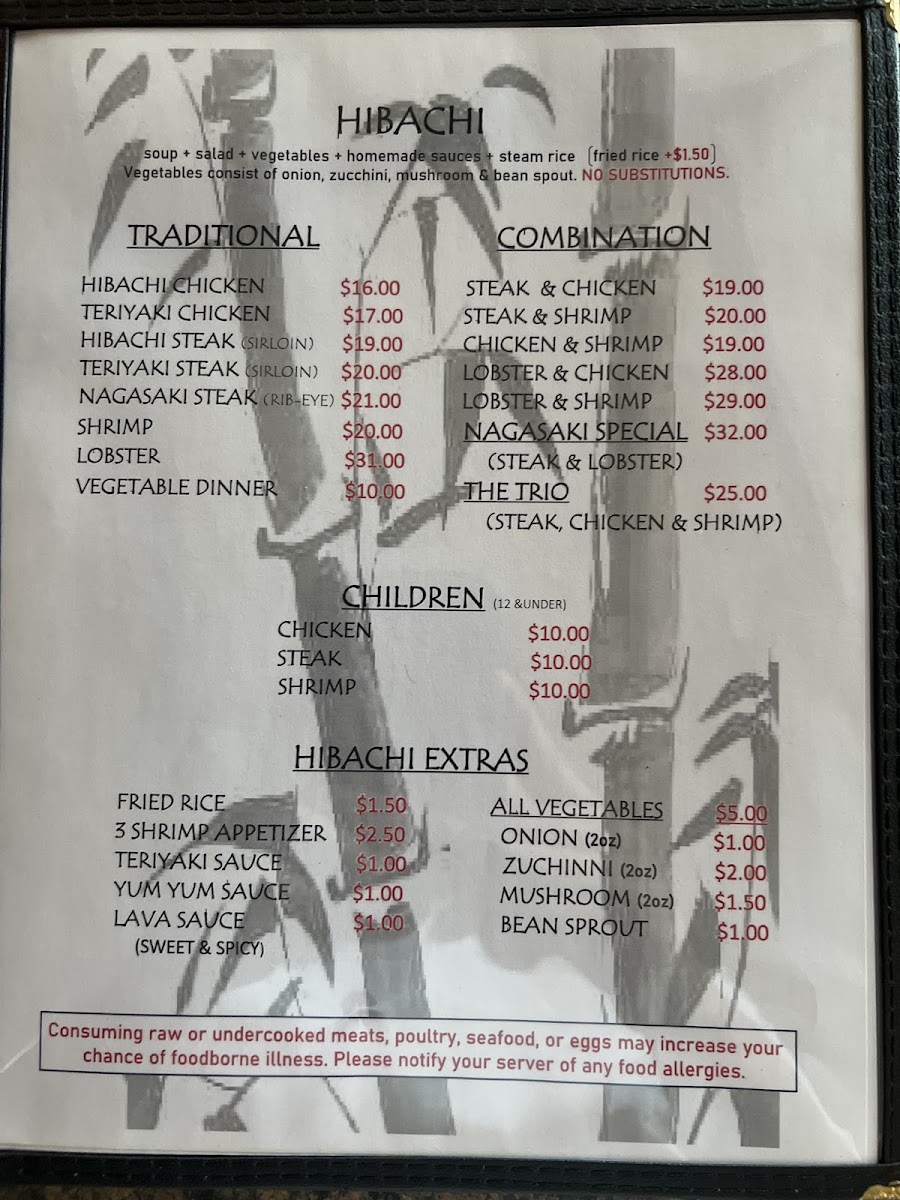 HIBACHI
soup + salad + vegetables + homemade sauces + steam rice (fried rice +$1.50)
Vegetables consist of onion, zucchini, mushroom & bean spout. NO SUBSTITUTIONS.
TRADITIONAL
HIBACHI CHICKEN $16.00
TERIYAKI CHICKEN $17.00
HIBACHI STEAK (SIRLOIN) $19.00
TERIYAKI STEAK (SIRLOIN) $20.00
NAGASAKI STEAK (RIB-EYE) $21.00
SHRIMP $20.00
LOBSTER $31.00
VEGETABLE DINNER $10.00
COMBINATION
STEAK & CHICKEN $19.00
STEAK & SHRIMP $20.00
CHICKEN & SHRIMP $19.00
LOBSTER & CHICKEN $28.00
LOBSTER & SHRIMP $29.00
NAGASAKI SPECIAL $32.00
(STEAK & LOBSTER)
THE TRIO $25.00
(STEAK, CHICKEN & SHRIMP)
CHILDREN (12 &UNDER)
CHICKEN $10.00
STEAK $10.00
SHRIMP $10.00
HIBACHI EXTRAS
FRIED RICE $1.50
3 SHRIMP APPETIZER $2.50
TERIYAKI SAUCE $1.00
YUM YUM SAUCE $1.00
LAVA SAUCE $1.00
(SWEET & SPICY)
ALL VEGETABLES $5.00
ONION (2oz) $1.00
ZUCHINNI (2oz) $2.00
MUSHROOM (2oz) $1.50
BEAN SPROUT $1.00
Consuming raw or undercooked meats, poultry, seafood, or eggs may increase your
chance of foodborne illness. Please notify your server of any food allergies.